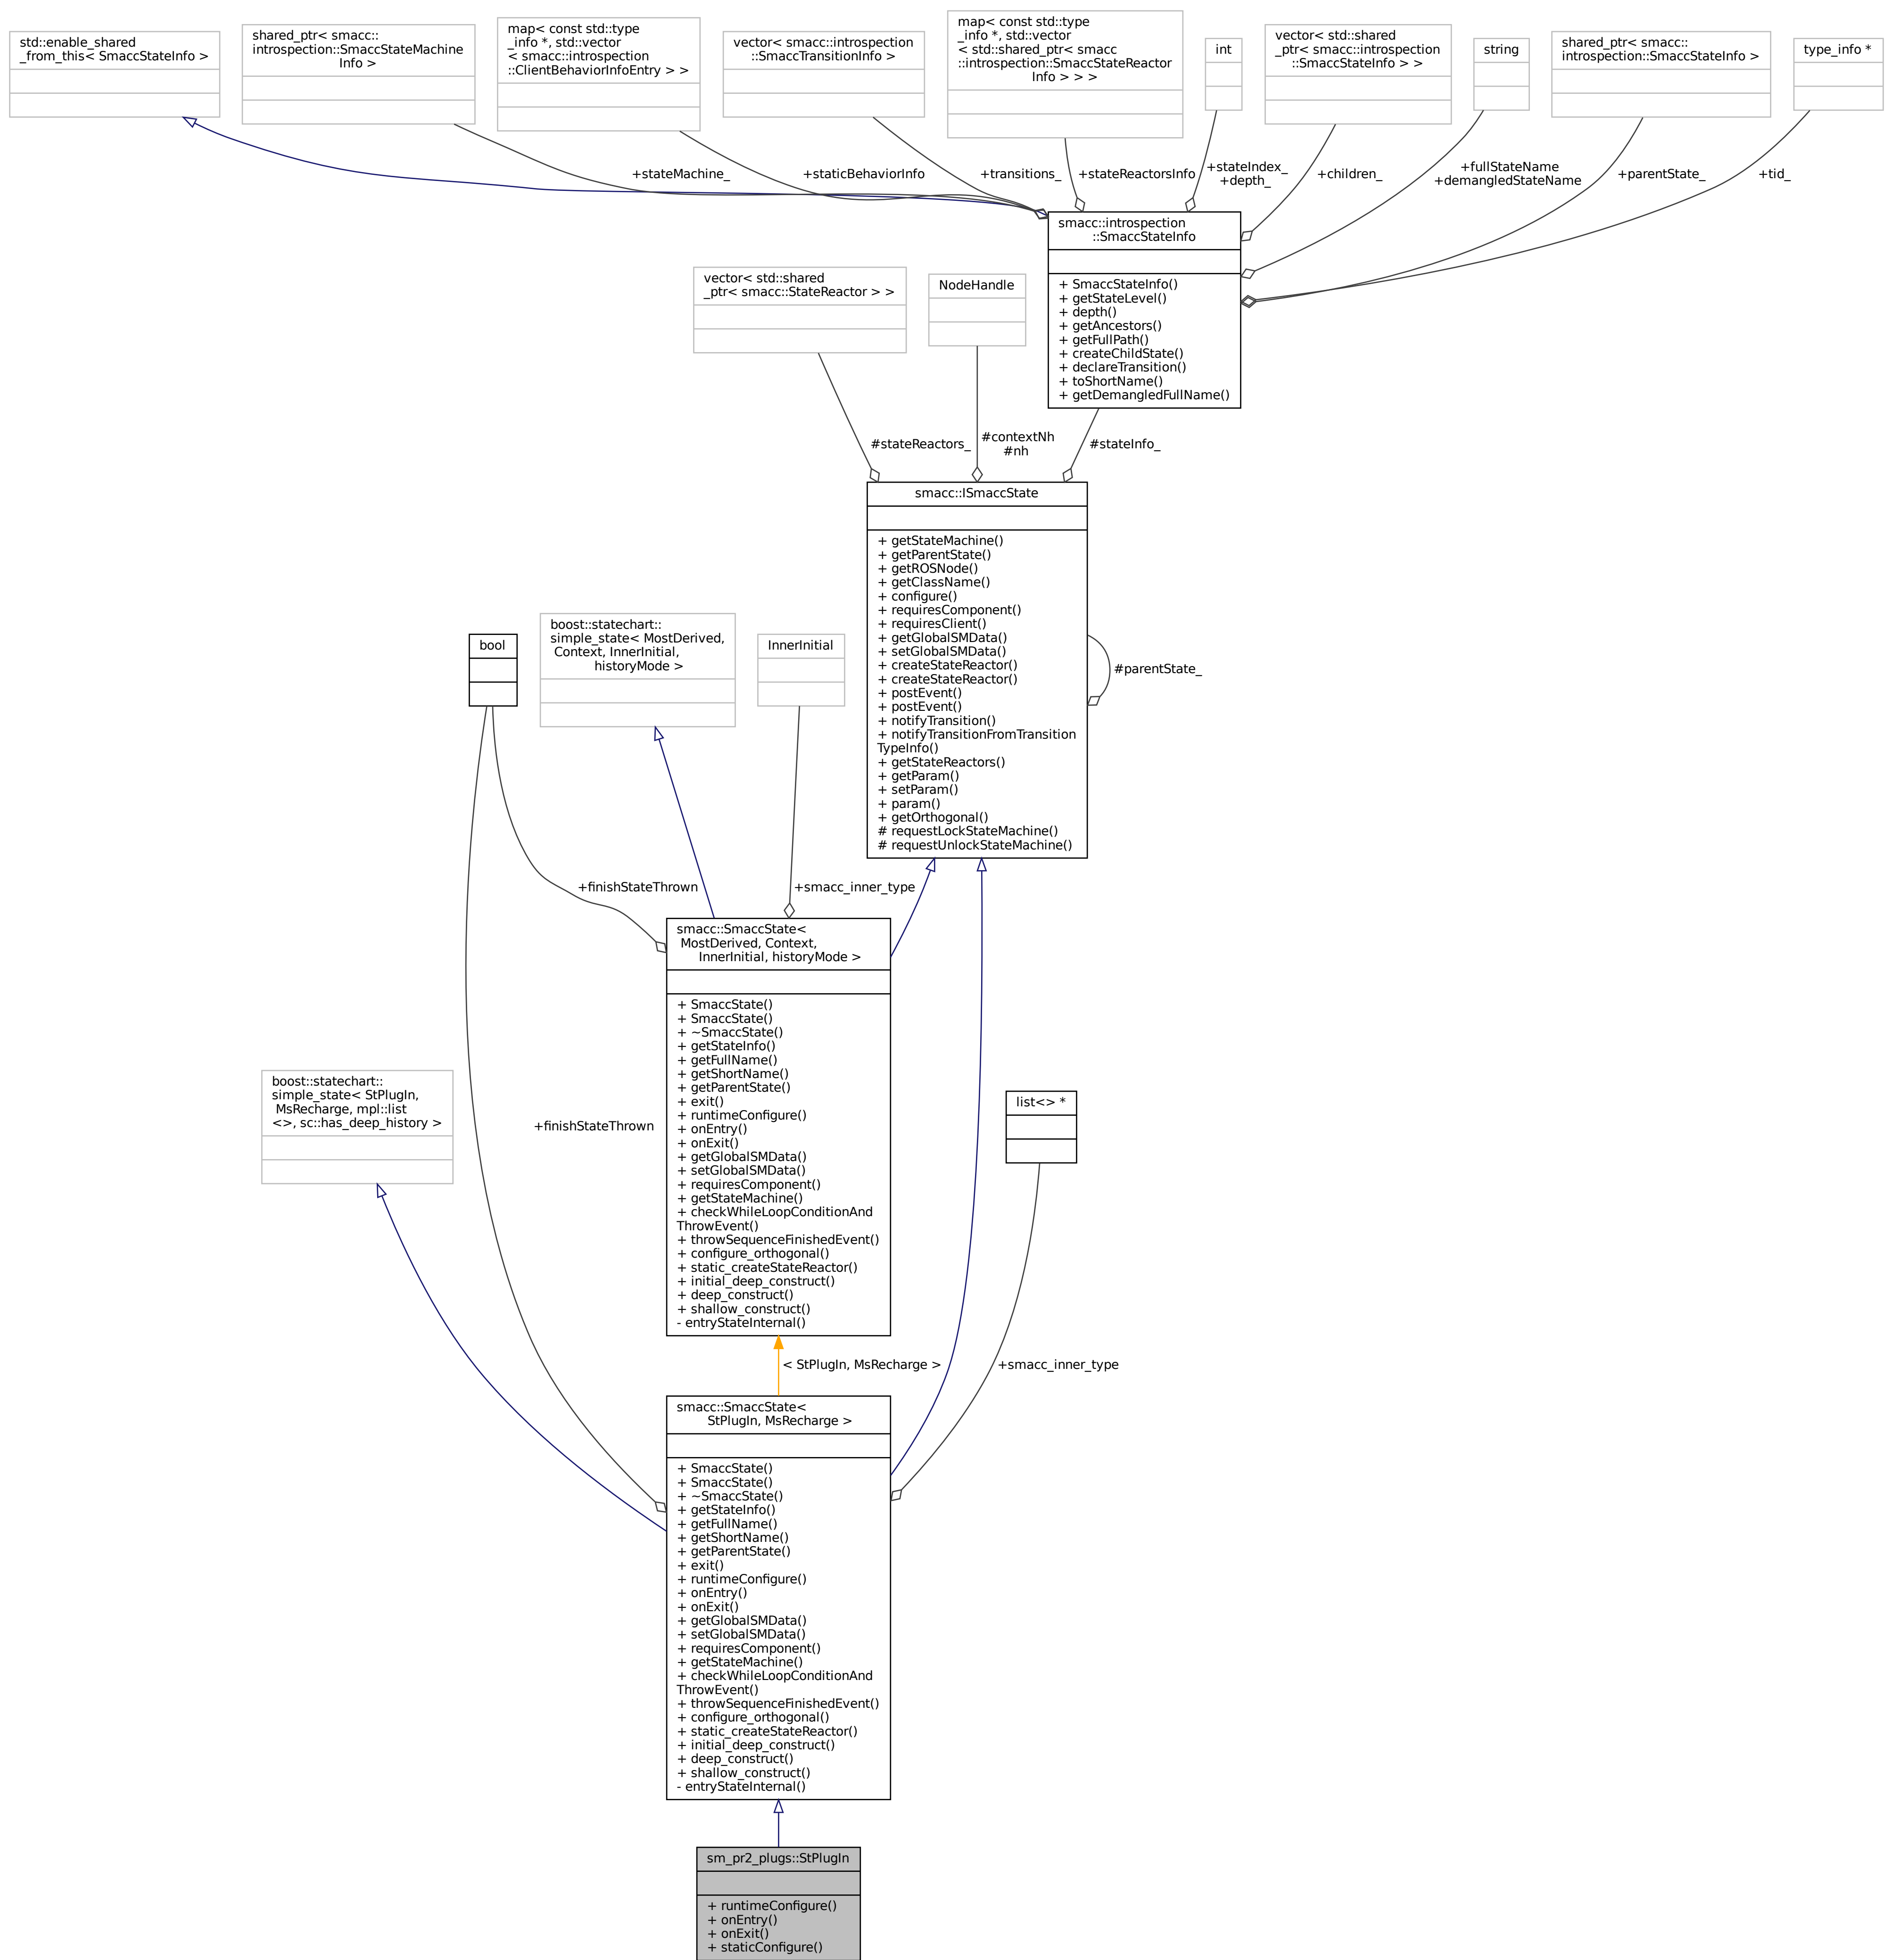 std::enable_shared
_from_this< SmaccStateInfo >
shared_ptr< smacc::
introspection::SmaccStateMachine
Info >
map< const std::type
_info *, std::vector
< smacc::introspection
::ClientBehaviorInfoEntry > >
vector< smacc::introspection
::SmaccTransitionInfo >
map< const std::type
_info *, std::vector
< std::shared_ptr< smacc
::introspection::SmaccStateReactor
Info > > >
int
vector< std::shared
_ptr< smacc::introspection
::SmaccStateInfo > >
string
shared_ptr< smacc::
introspection::SmaccStateInfo >
type_info *
+stateMachine_
+staticBehaviorInfo
+transitions_
+stateReactorsInfo
+stateIndex_
+depth_
+children_
+fullStateName
+demangledStateName
+parentState_
+tid_
smacc::introspection
::SmaccStateInfo
+ SmaccStateInfo()
+ getStateLevel()
+ depth()
+ getAncestors()
+ getFullPath()
+ createChildState()
+ declareTransition()
+ toShortName()
+ getDemangledFullName()
vector< std::shared
_ptr< smacc::StateReactor > >
NodeHandle
#stateReactors_
#contextNh
#nh
#stateInfo_
smacc::ISmaccState
+ getStateMachine()
+ getParentState()
+ getROSNode()
+ getClassName()
+ configure()
+ requiresComponent()
+ requiresClient()
+ getGlobalSMData()
+ setGlobalSMData()
+ createStateReactor()
+ createStateReactor()
+ postEvent()
+ postEvent()
+ notifyTransition()
+ notifyTransitionFromTransition
TypeInfo()
+ getStateReactors()
+ getParam()
+ setParam()
+ param()
+ getOrthogonal()
# requestLockStateMachine()
# requestUnlockStateMachine()
#parentState_
bool
boost::statechart::
simple_state< MostDerived,
Context, InnerInitial,
historyMode >
InnerInitial
+finishStateThrown
+smacc_inner_type
smacc::SmaccState<
MostDerived, Context,
InnerInitial, historyMode >
+ SmaccState()
+ SmaccState()
+ ~SmaccState()
+ getStateInfo()
+ getFullName()
+ getShortName()
+ getParentState()
+ exit()
+ runtimeConfigure()
+ onEntry()
+ onExit()
+ getGlobalSMData()
+ setGlobalSMData()
+ requiresComponent()
+ getStateMachine()
+ checkWhileLoopConditionAnd
ThrowEvent()
+ throwSequenceFinishedEvent()
+ configure_orthogonal()
+ static_createStateReactor()
+ initial_deep_construct()
+ deep_construct()
+ shallow_construct()
- entryStateInternal()
boost::statechart::
simple_state< StPlugIn,
MsRecharge, mpl::list
<>, sc::has_deep_history >
+finishStateThrown
list<> *
< StPlugIn, MsRecharge >
+smacc_inner_type
smacc::SmaccState<
StPlugIn, MsRecharge >
+ SmaccState()
+ SmaccState()
+ ~SmaccState()
+ getStateInfo()
+ getFullName()
+ getShortName()
+ getParentState()
+ exit()
+ runtimeConfigure()
+ onEntry()
+ onExit()
+ getGlobalSMData()
+ setGlobalSMData()
+ requiresComponent()
+ getStateMachine()
+ checkWhileLoopConditionAnd
ThrowEvent()
+ throwSequenceFinishedEvent()
+ configure_orthogonal()
+ static_createStateReactor()
+ initial_deep_construct()
+ deep_construct()
+ shallow_construct()
- entryStateInternal()
sm_pr2_plugs::StPlugIn
+ runtimeConfigure()
+ onEntry()
+ onExit()
+ staticConfigure()